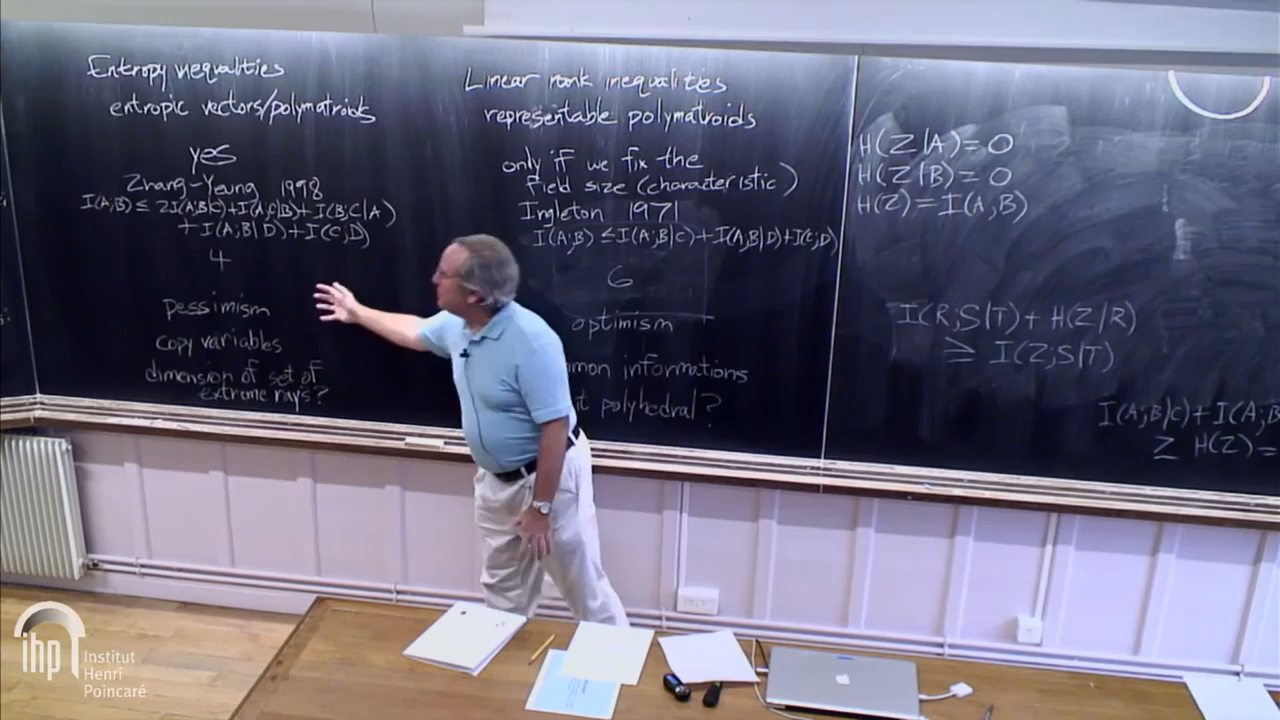 Entropy inequalities
entropic vectors/polymatroids
yes
Zhang-Yeung 1998
I(A;B) ≤ 2I(A;B|C)+I(A;C|B)+I(B;C|A)
+I(A;B|D)+I(C;D)
4
pessimism
copy variables
dimension of set of
extreme rays?
Linear rank inequalities
representable polymatroids
only if we fix the
field size (characteristic)
Ingleton 1971
I(A;B) ≤ I(A;B|C)+I(A;B|D)+I(C;D)
6
optimism
mmon informations
t polyhedral?
H(Z|A)=0
H(Z|B)=0
H(Z)=I(A;B)
I(R;S|T)+H(Z|R)
≥ I(Z;S|T)
I(A;B|C)+I(A;B
≥ H(Z)=
ihp
Institut
Henri
Poincaré